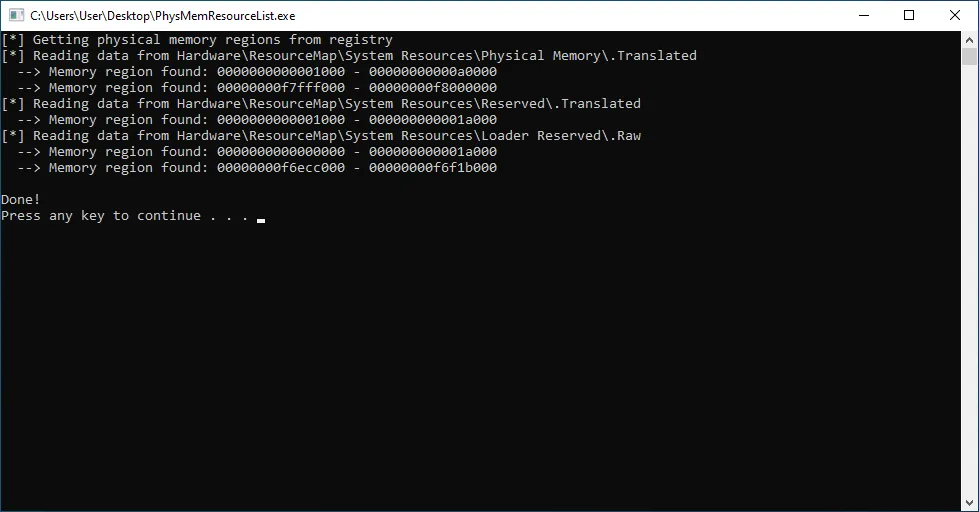 C:\Users\User\Desktop\PhysMemResourceList.exe
[*] Getting physical memory regions from registry
[*] Reading data from Hardware\ResourceMap\System Resources\Physical Memory\.Translated
--> Memory region found: 0000000000001000 - 00000000000a0000
--> Memory region found: 00000000f7fff000 - 00000000f8000000
[*] Reading data from Hardware\ResourceMap\System Resources\Reserved\.Translated
--> Memory region found: 0000000000001000 - 000000000001a000
[*] Reading data from Hardware\ResourceMap\System Resources\Loader Reserved\.Raw
--> Memory region found: 0000000000000000 - 000000000001a000
--> Memory region found: 00000000f6ecc000 - 00000000f6f1b000
Done!
Press any key to continue . . .